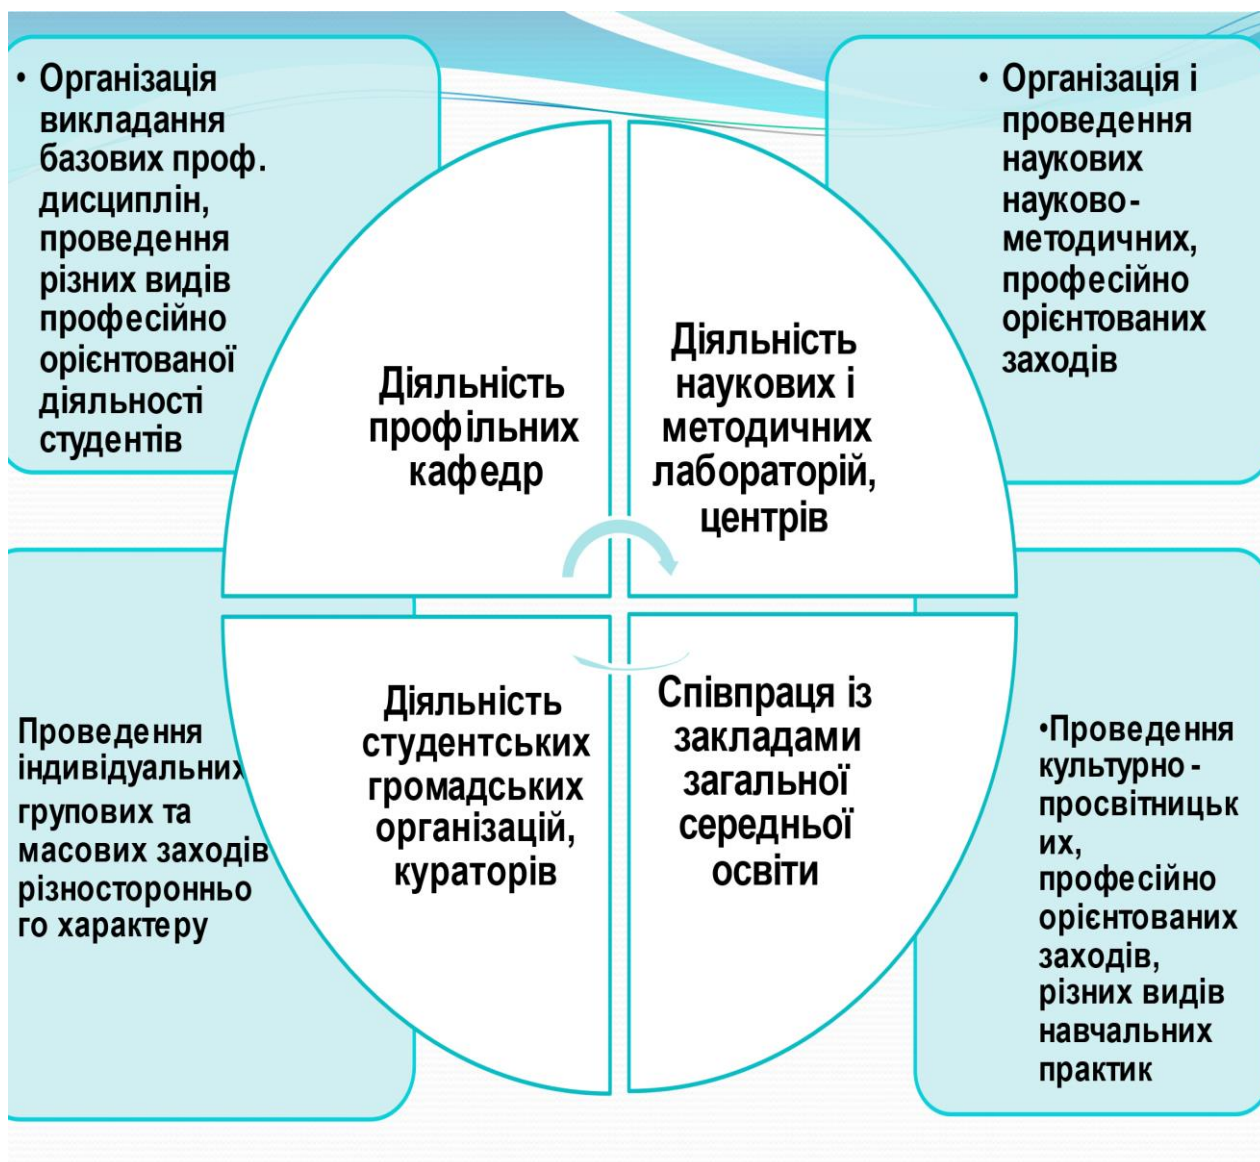 • Організація
викладання
базових проф.
дисциплін,
проведення
різних видів
професійно
орієнтованої
діяльності
студентів
Діяльність
профільних
кафедр
Діяльність
наукових і
методичних
лабораторій,
центрів
• Організація і
проведення
наукових
науково-
методичних,
професійно
орієнтованих
заходів
Проведення
індивідуальних
групових та
масових заходів
різносторонньо
го характеру
Діяльність
студентських
громадських
організацій,
кураторів
Співпраця із
закладами
загальної
середньої
освіти
•Проведення
культурно-
просвітницьк
их,
професійно
орієнтованих
заходів,
різних видів
навчальних
практик